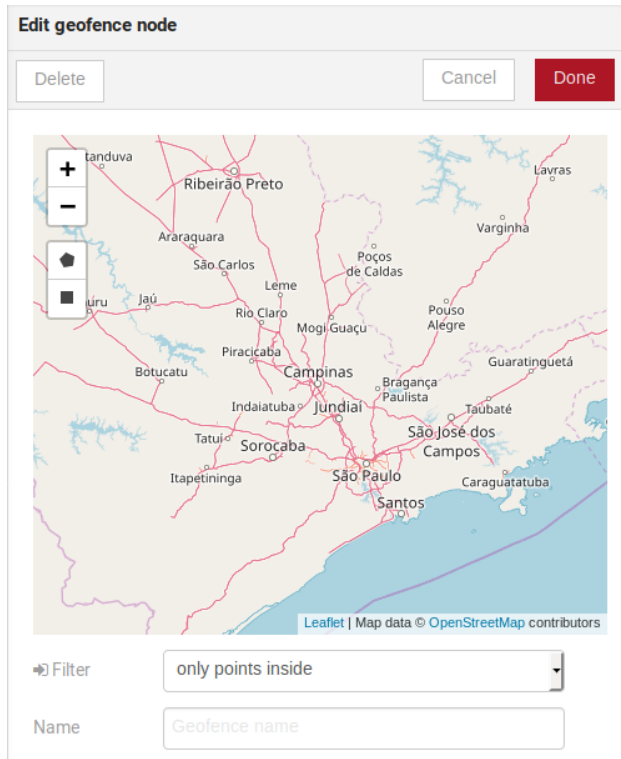 Edit geofence node
Delete
Cancel
Done
+
tanduva
−
Ribeirão Preto
Lavras
Varginha
Araraquara
São Carlos
Poços
de Caldas
Leme
uru
Jaú
Rio Claro
Mogi Guaçu
Pouso
Alegre
Piracicaba
Campinas
Guaratinguetá
Botucatu
Bragança
Paulista
Indaiatuba
Jundiaí
Taubaté
São José dos
Campos
Tatuí
Sorocaba
Itapetininga
São Paulo
Caraguatatuba
Santos
Leaflet | Map data © OpenStreetMap contributors
Filter
only points inside
Name
Geofence name